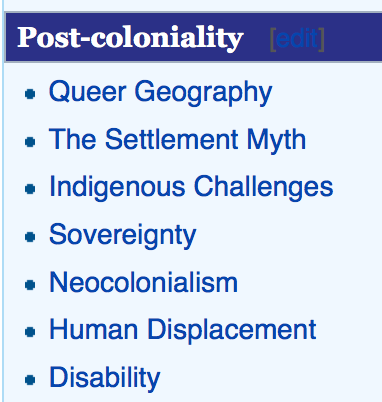 Post-coloniality [edit]
Queer Geography
The Settlement Myth
Indigenous Challenges
Sovereignty
Neocolonialism
Human Displacement
Disability